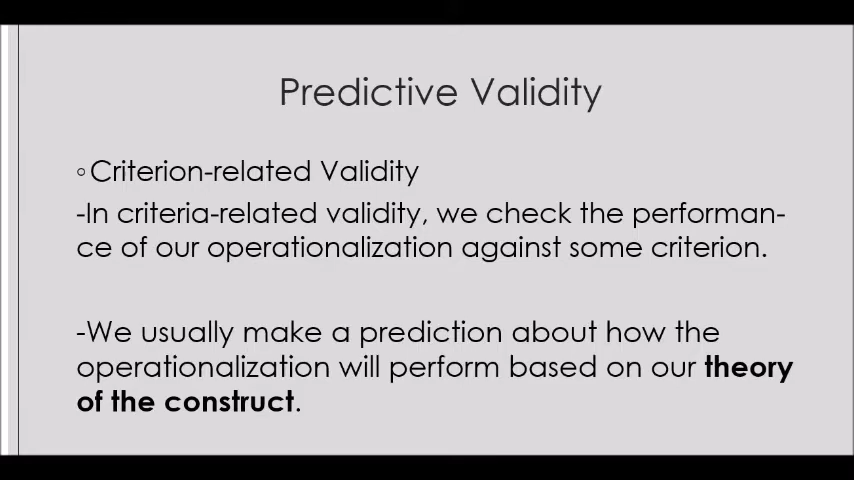 Predictive Validity
◦Criterion-related Validity
-In criteria-related validity, we check the performan-
ce of our operationalization against some criterion.
-We usually make a prediction about how the
operationalization will perform based on our theory
of the construct.